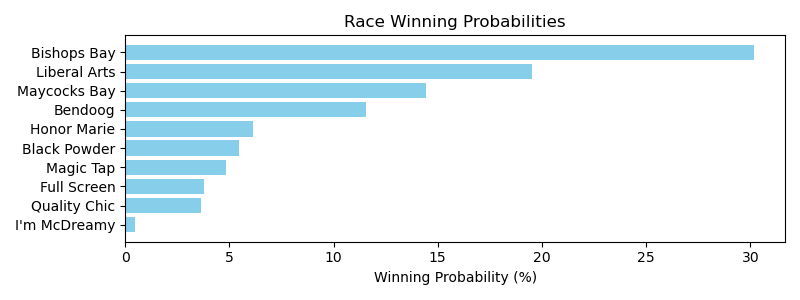 Race Winning Probabilities
Bishops Bay
Liberal Arts
Maycocks Bay
Bendoog
Honor Marie
Black Powder
Magic Tap
Full Screen
Quality Chic
I'm McDreamy
0 5 10 15 20 25 30
Winning Probability (%)